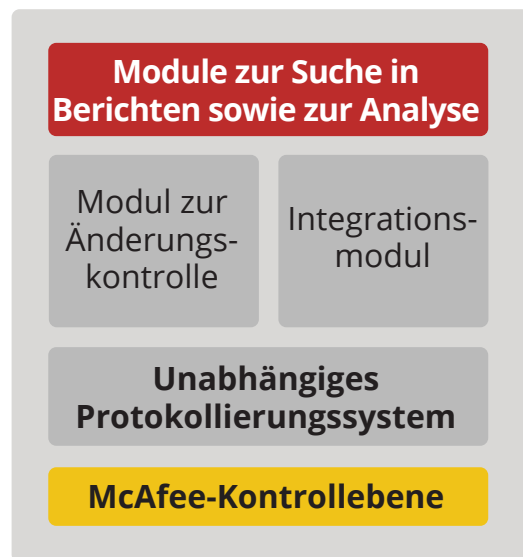 Module zur Suche in
Berichten sowie zur Analyse
Modul zur
Änderungs-
kontrolle
Integrations-
modul
Unabhängiges
Protokollierungssystem
McAfee-Kontrollebene